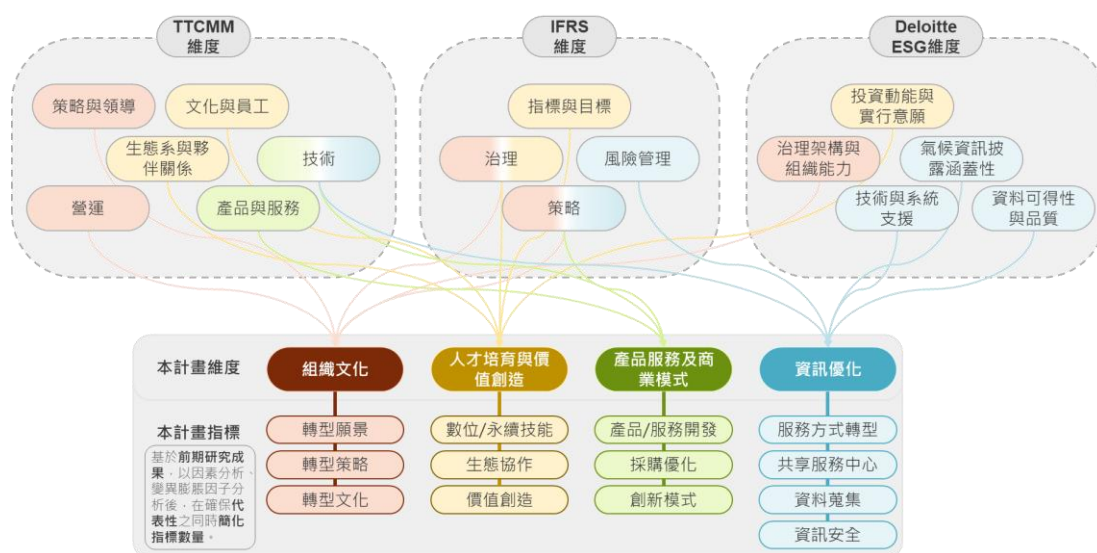 TTCMM
維度
IFRS
維度
Deloitte
ESG維度
策略與領導
文化與員工
生態系與夥
伴關係
技術
營運
產品與服務
指標與目標
治理
風險管理
策略
投資動能與
實行意願
治理架構與
組織能力
氣候資訊披
露涵蓋性
技術與系統
支援
資料可得性
與品質
本計畫維度
組織文化
人才培育與價
值創造
產品服務及商
業模式
資訊優化
本計畫指標
基於前期研究成
果，以因素分析、
變異膨脹因子分
析後，在確保代
表性之同時簡化
指標數量。
轉型願景
轉型策略
轉型文化
數位/永續技能
生態協作
價值創造
產品/服務開發
採購優化
創新模式
服務方式轉型
共享服務中心
資料蒐集
資訊安全